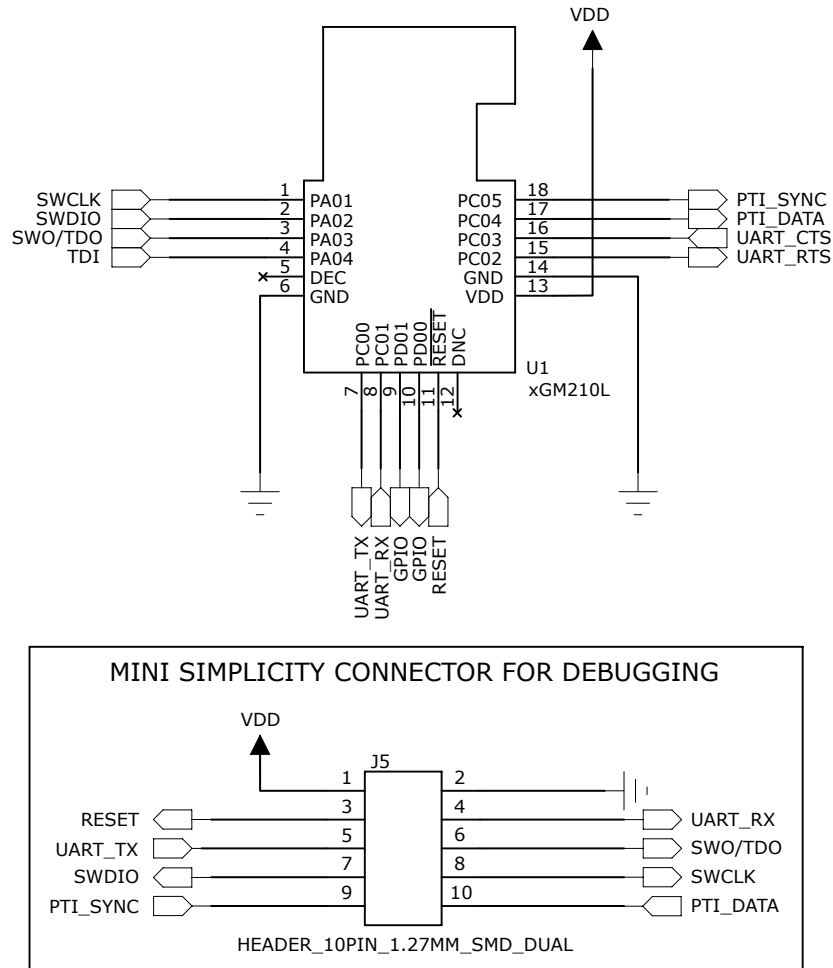 VDD
SWCLK 1 PA01 PC05 18 PTI_SYNC
SWDIO 2 PA02 PC04 17 PTI_DATA
SWO/TDO 3 PA03 PC03 16 UART_CTS
TDI 4 PA04 PC02 15 UART_RTS
5 DEC GND 14
6 GND VDD 13
PC00 PC01 PD01 PD00 RESET DNC
7 8 9 10 11 12
U1
xGM210L
UART_TX
UART_RX
GPIO
GPIO
RESET
MINI SIMPLICITY CONNECTOR FOR DEBUGGING
VDD
J5
1 2
RESET 3 4 UART_RX
UART_TX 5 6 SWO/TDO
SWDIO 7 8 SWCLK
PTI_SYNC 9 10 PTI_DATA
HEADER_10PIN_1.27MM_SMD_DUAL